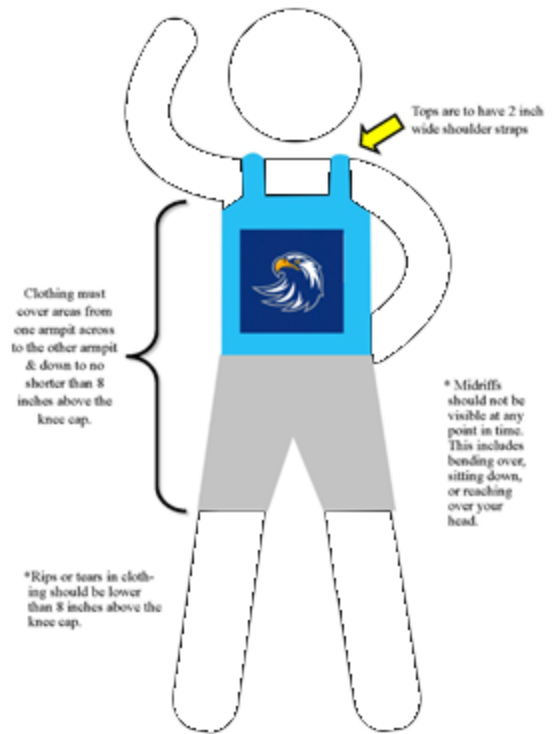 Tops are to have 2 inch
wide shoulder straps
Clothing must
cover areas from
one armpit across
to the other armpit
& down to no
shorter than 8
inches above the
knee cap.
* Midriffs
should not be
visible at any
point in time.
This includes
bending over,
sitting down,
or reaching
over your
head.
*Rips or tears in cloth-
ing should be lower
than 8 inches above the
knee cap.